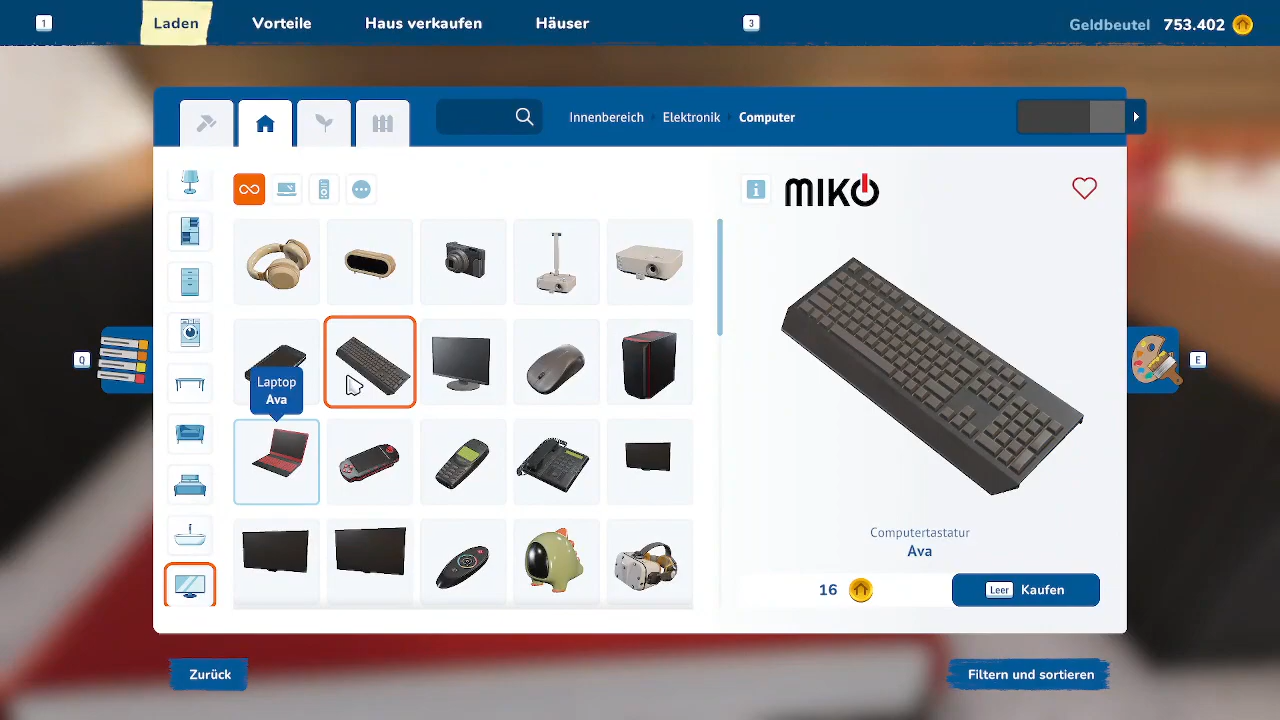 1
Laden
Vorteile
Haus verkaufen
Häuser
3
Geldbeutel 753.402
Innenbereich
Elektronik
Computer
MIKO
Q
E
Laptop
Ava
Computertastatur
Ava
16
Leer Kaufen
Zurück
Filtern und sortieren